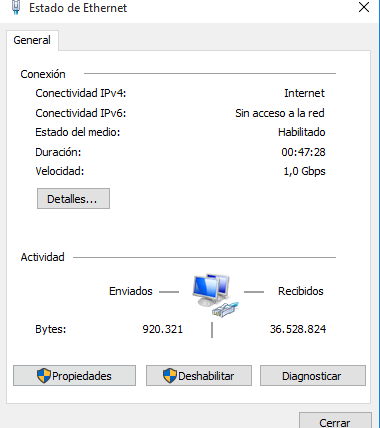 Estado de Ethernet
General
Conexión
Conectividad IPv4: Internet
Conectividad IPv6: Sin acceso a la red
Estado del medio: Habilitado
Duración: 00:47:28
Velocidad: 1,0 Gbps
Detalles...
Actividad
Enviados Recibidos
Bytes: 920.321 36.528.824
Propiedades Deshabilitar Diagnosticar
Cerrar